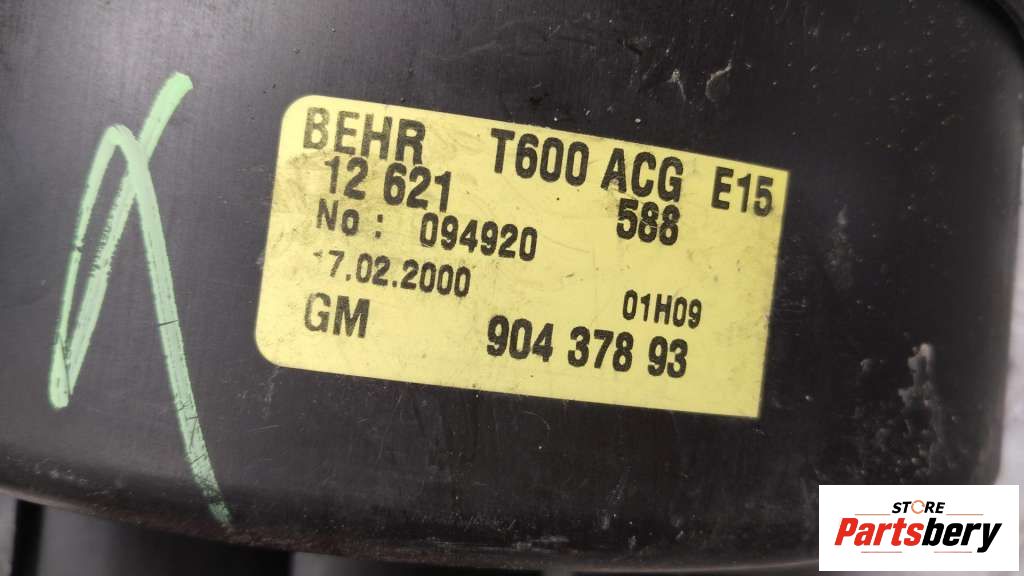 BEHR T600 ACG E15
12 621 588
No: 094920
17.02.2000 01H09
GM 904 378 93
STORE
Partsbery